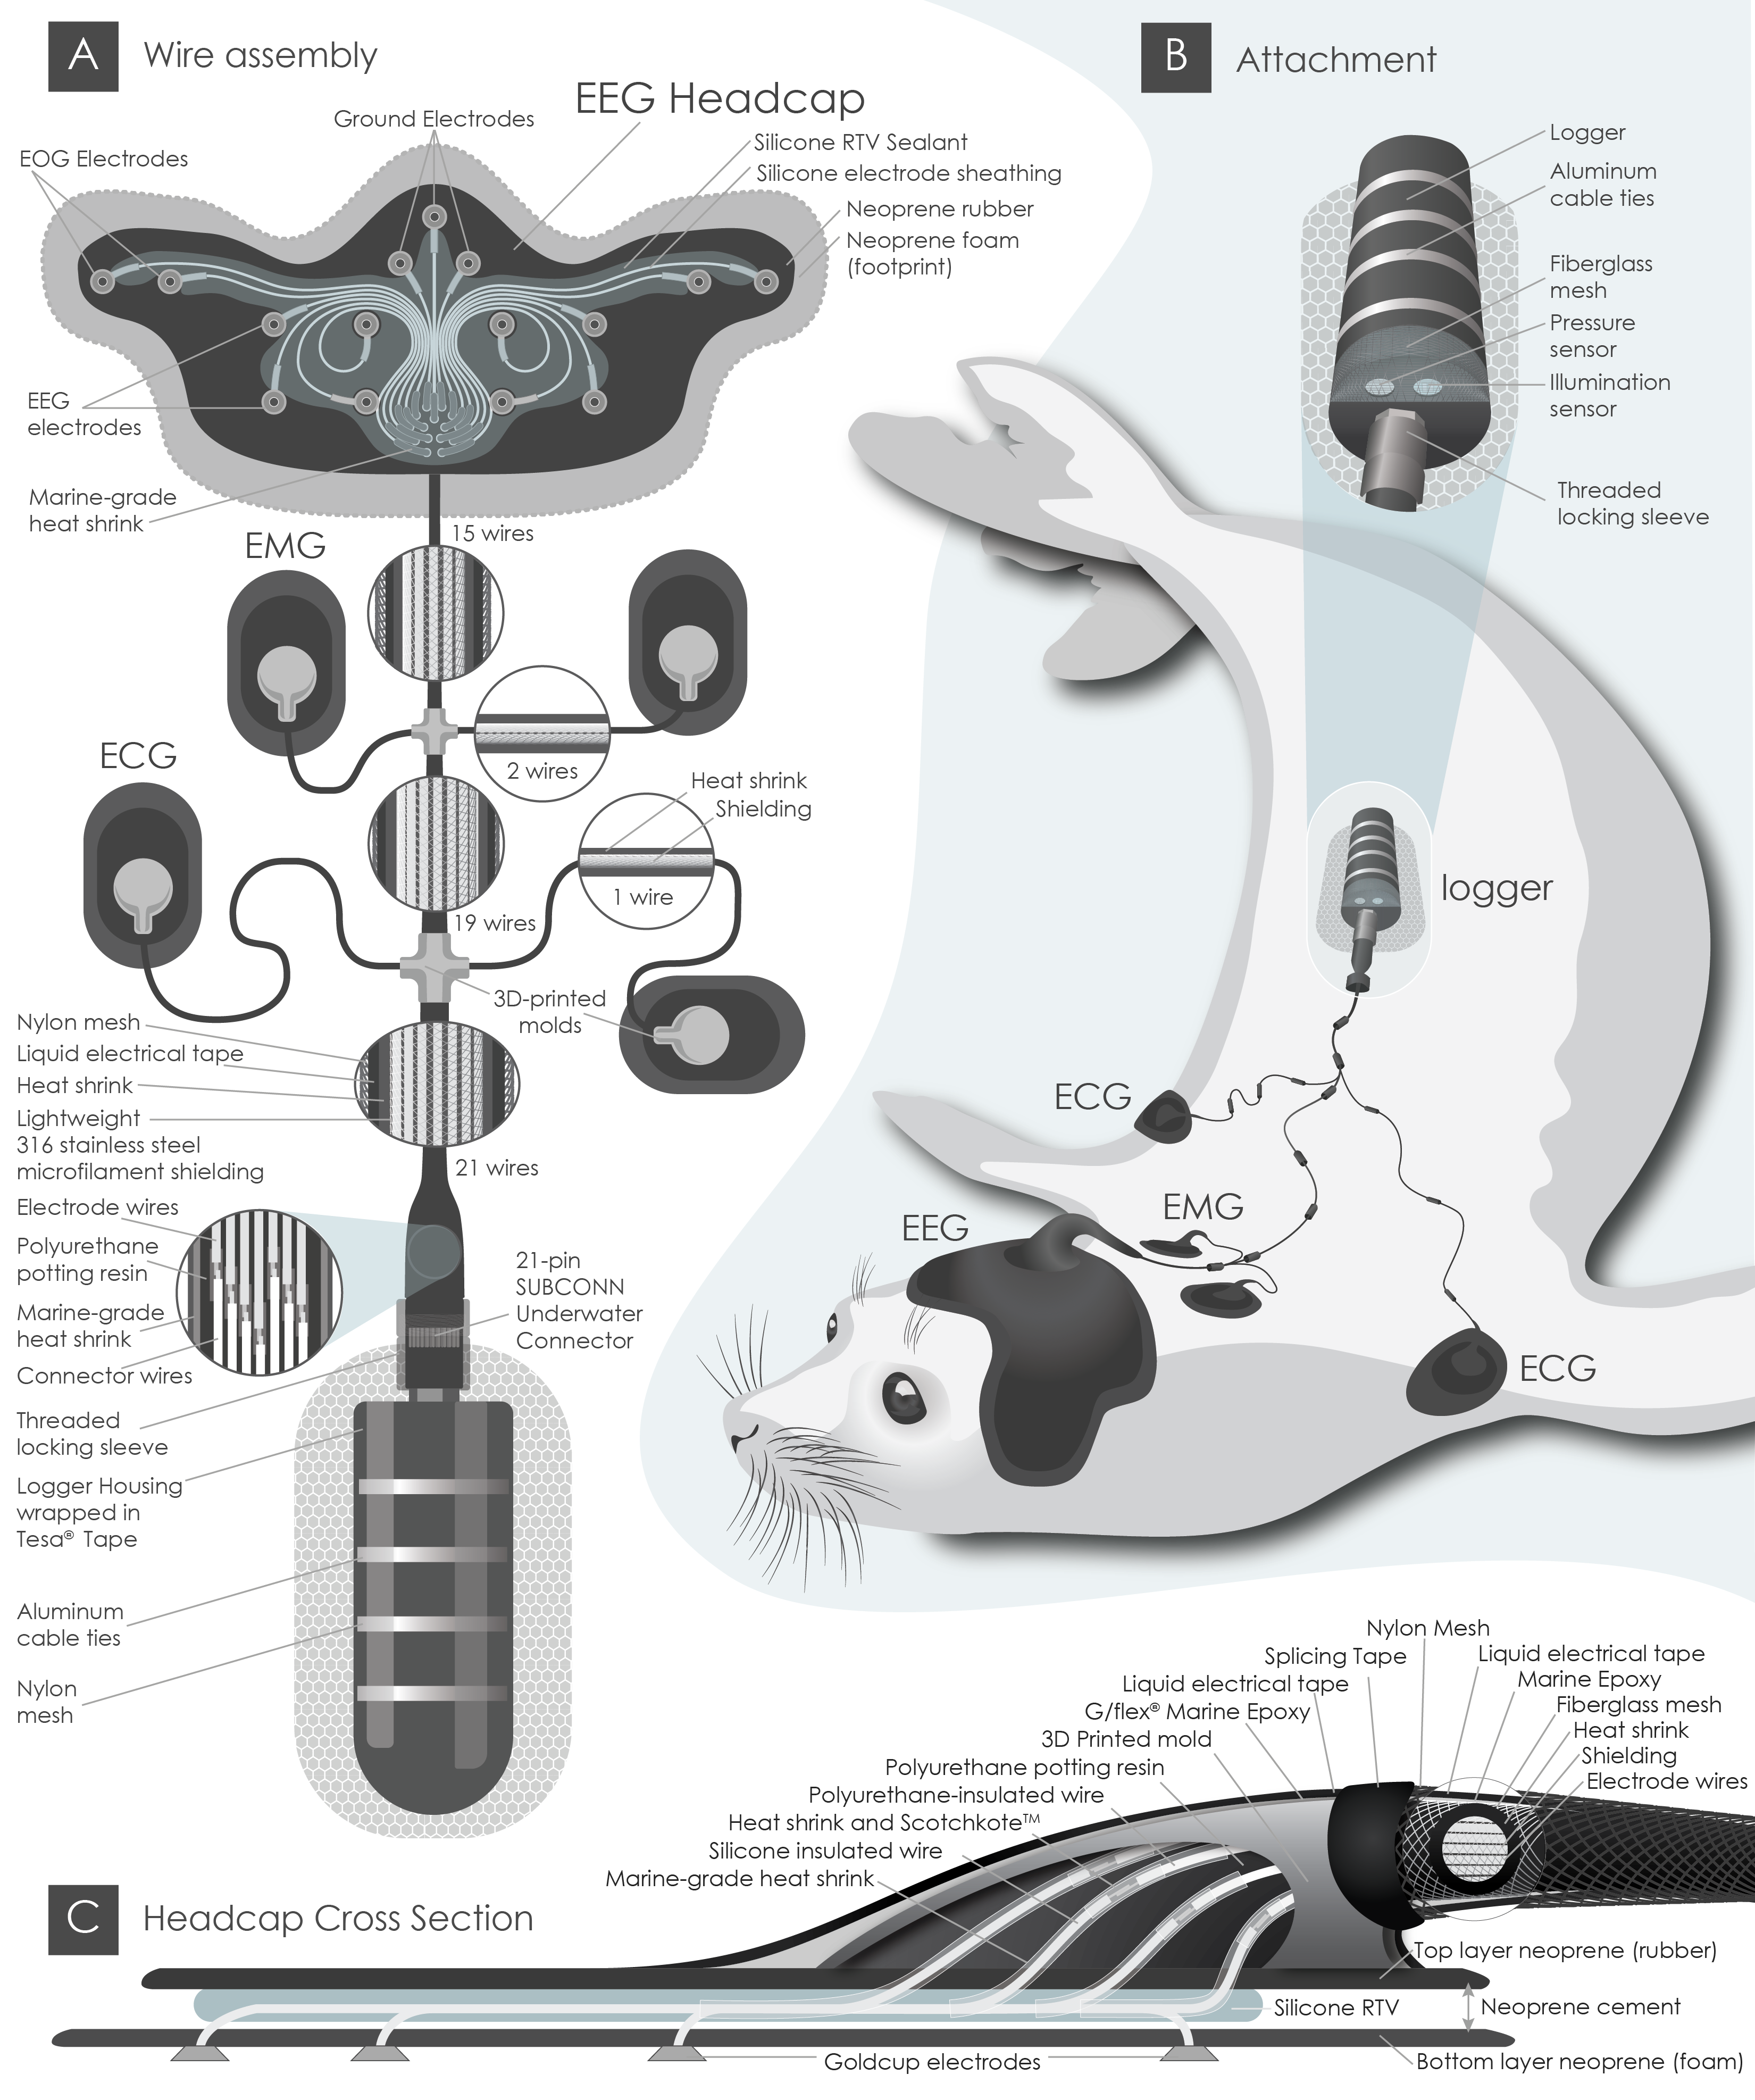 A
Wire assembly
EEG Headcap
Ground Electrodes
EOG Electrodes
Silicone RTV Sealant
Silicone electrode sheathing
Neoprene rubber
Neoprene foam
(footprint)
EEG
electrodes
Marine-grade
heat shrink
15 wires
EMG
2 wires
ECG
Heat shrink
Shielding
1 wire
19 wires
3D-printed
molds
Nylon mesh
Liquid electrical tape
Heat shrink
Lightweight
316 stainless steel
microfilament shielding
21 wires
Electrode wires
Polyurethane
potting resin
Marine-grade
heat shrink
Connector wires
21-pin
SUBCONN
Underwater
Connector
Threaded
locking sleeve
Logger Housing
wrapped in
Tesa® Tape
Aluminum
cable ties
Nylon
mesh
B
Attachment
Logger
Aluminum
cable ties
Fiberglass
mesh
Pressure
sensor
Illumination
sensor
Threaded
locking sleeve
logger
ECG
EMG
EEG
ECG
C
Headcap Cross Section
Nylon Mesh
Splicing Tape
Liquid electrical tape
Liquid electrical tape
Marine Epoxy
G/flex® Marine Epoxy
Fiberglass mesh
3D Printed mold
Heat shrink
Polyurethane potting resin
Shielding
Polyurethane-insulated wire
Electrode wires
Heat shrink and Scotchkote™
Silicone insulated wire
Marine-grade heat shrink
Top layer neoprene (rubber)
Silicone RTV
Neoprene cement
Goldcup electrodes
Bottom layer neoprene (foam)